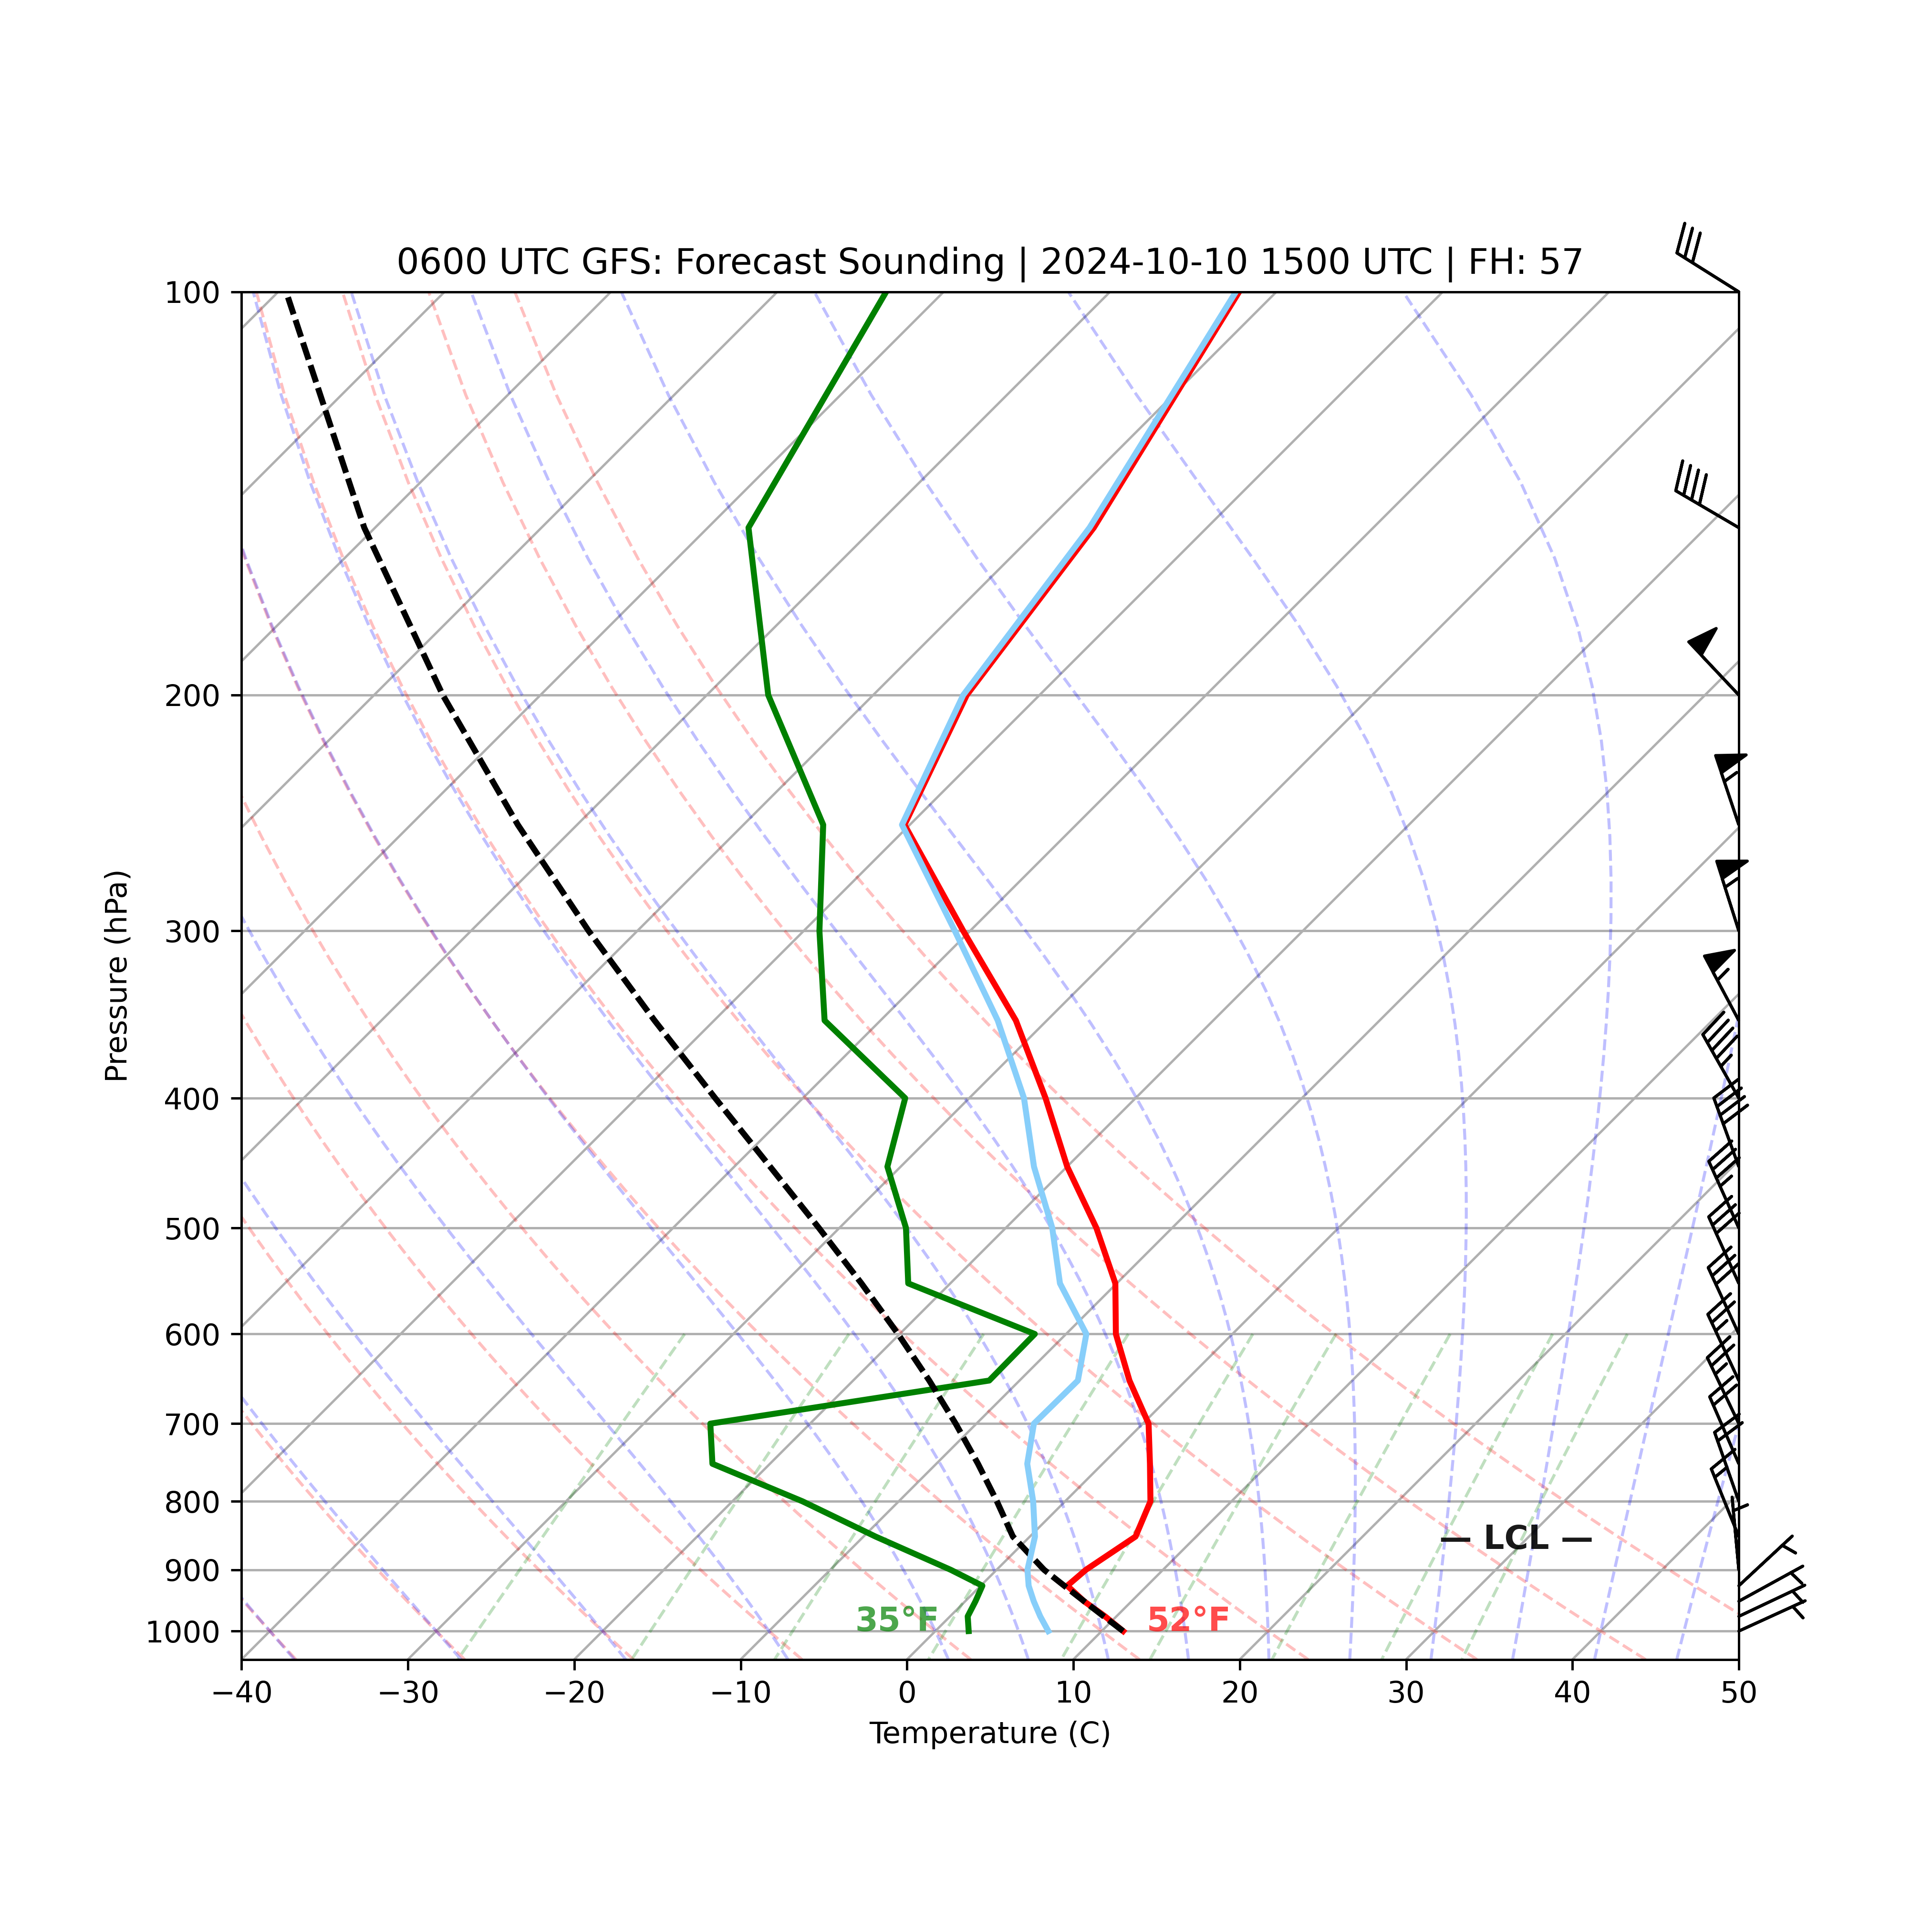 0600 UTC GFS: Forecast Sounding | 2024-10-10 1500 UTC | FH: 57
100
200
300
400
500
600
700
800
900
1000
Pressure (hPa)
— LCL —
35°F
52°F
−40 −30 −20 −10 0 10 20 30 40 50
Temperature (C)